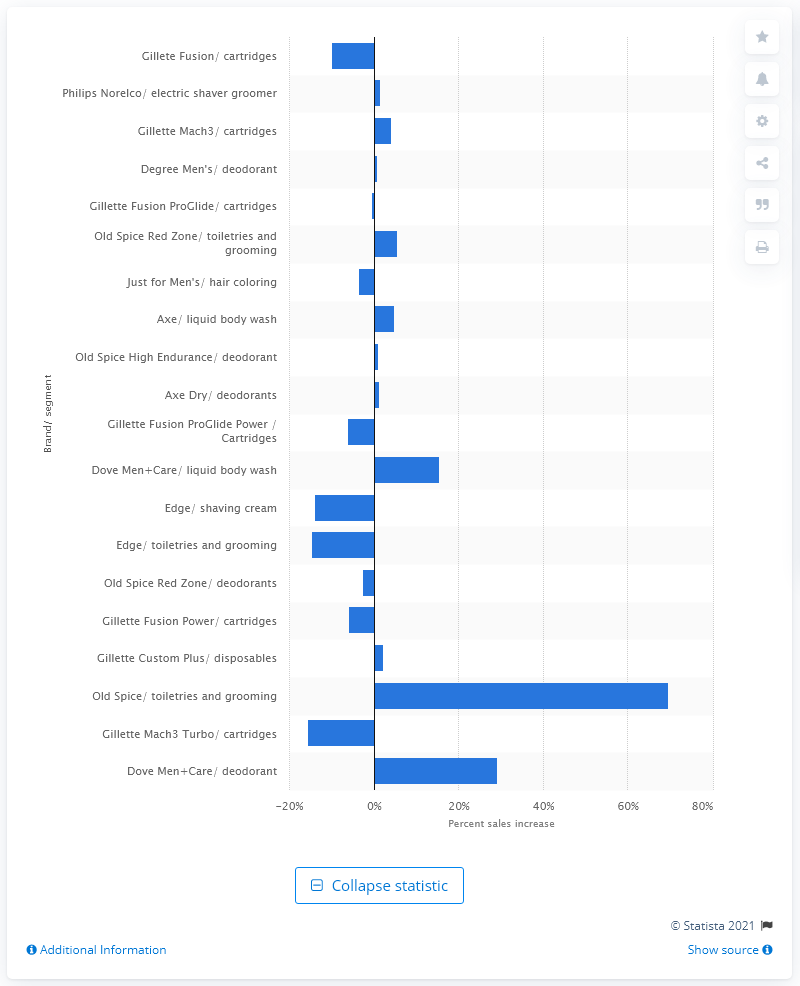 Gillete Fusion/ cartridges
Philips Norelco/ electric shaver groomer
Gillette Mach3/ cartridges
Degree Men's/ deodorant
Gillette Fusion ProGlide/ cartridges
Old Spice Red Zone/ toiletries and
grooming
Just for Men's/ hair coloring
Axe/ liquid body wash
Old Spice High Endurance/ deodorant
Axe Dry/ deodorants
Gillette Fusion ProGlide Power /
Cartridges
Dove Men+Care/ liquid body wash
Edge/ shaving cream
Edge/ toiletries and grooming
Old Spice Red Zone/ deodorants
Gillette Fusion Power/ cartridges
Gillette Custom Plus/ disposables
Old Spice/ toiletries and grooming
Gillette Mach3 Turbo/ cartridges
Dove Men+Care/ deodorant
Brand/ segment
−20% 0% 20% 40% 60% 80%
Percent sales increase
Collapse statistic
© Statista 2021
Additional Information
Show source